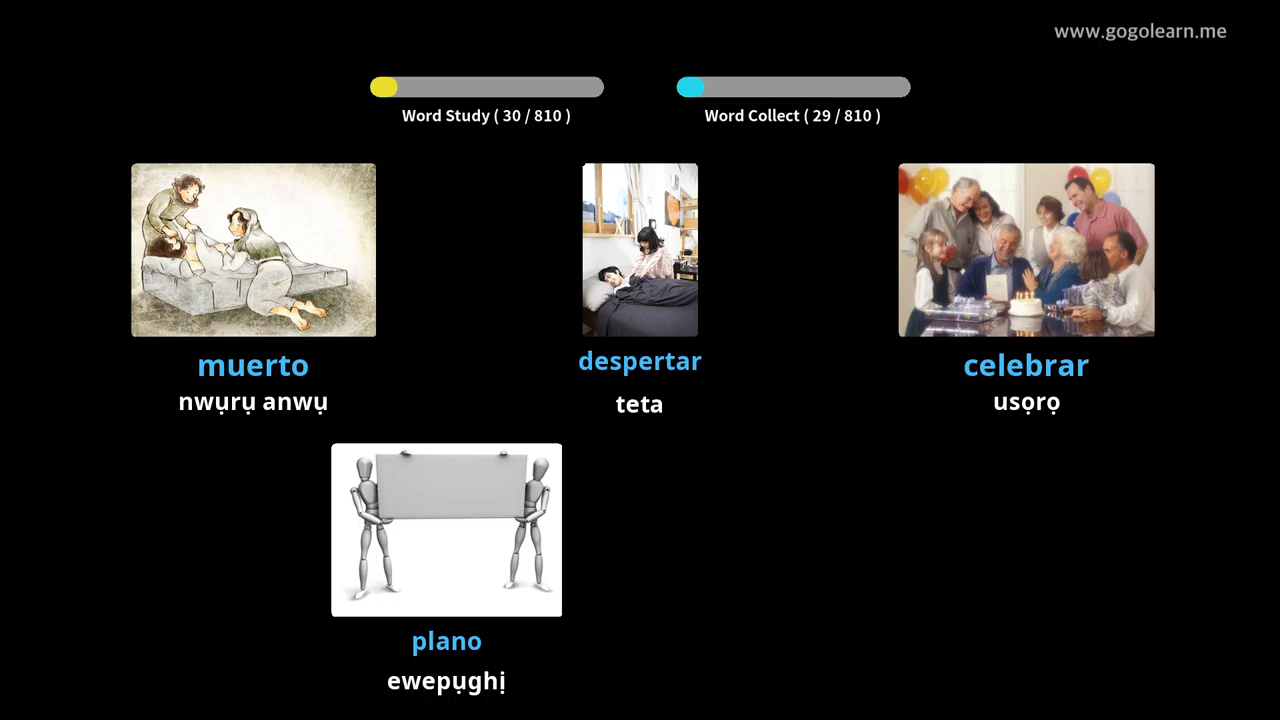 www.gogolearn.me
Word Study ( 30 / 810 )
Word Collect ( 29 / 810 )
muerto
nwụrụ anwụ
despertar
teta
celebrar
usọrọ
plano
ewepụghị